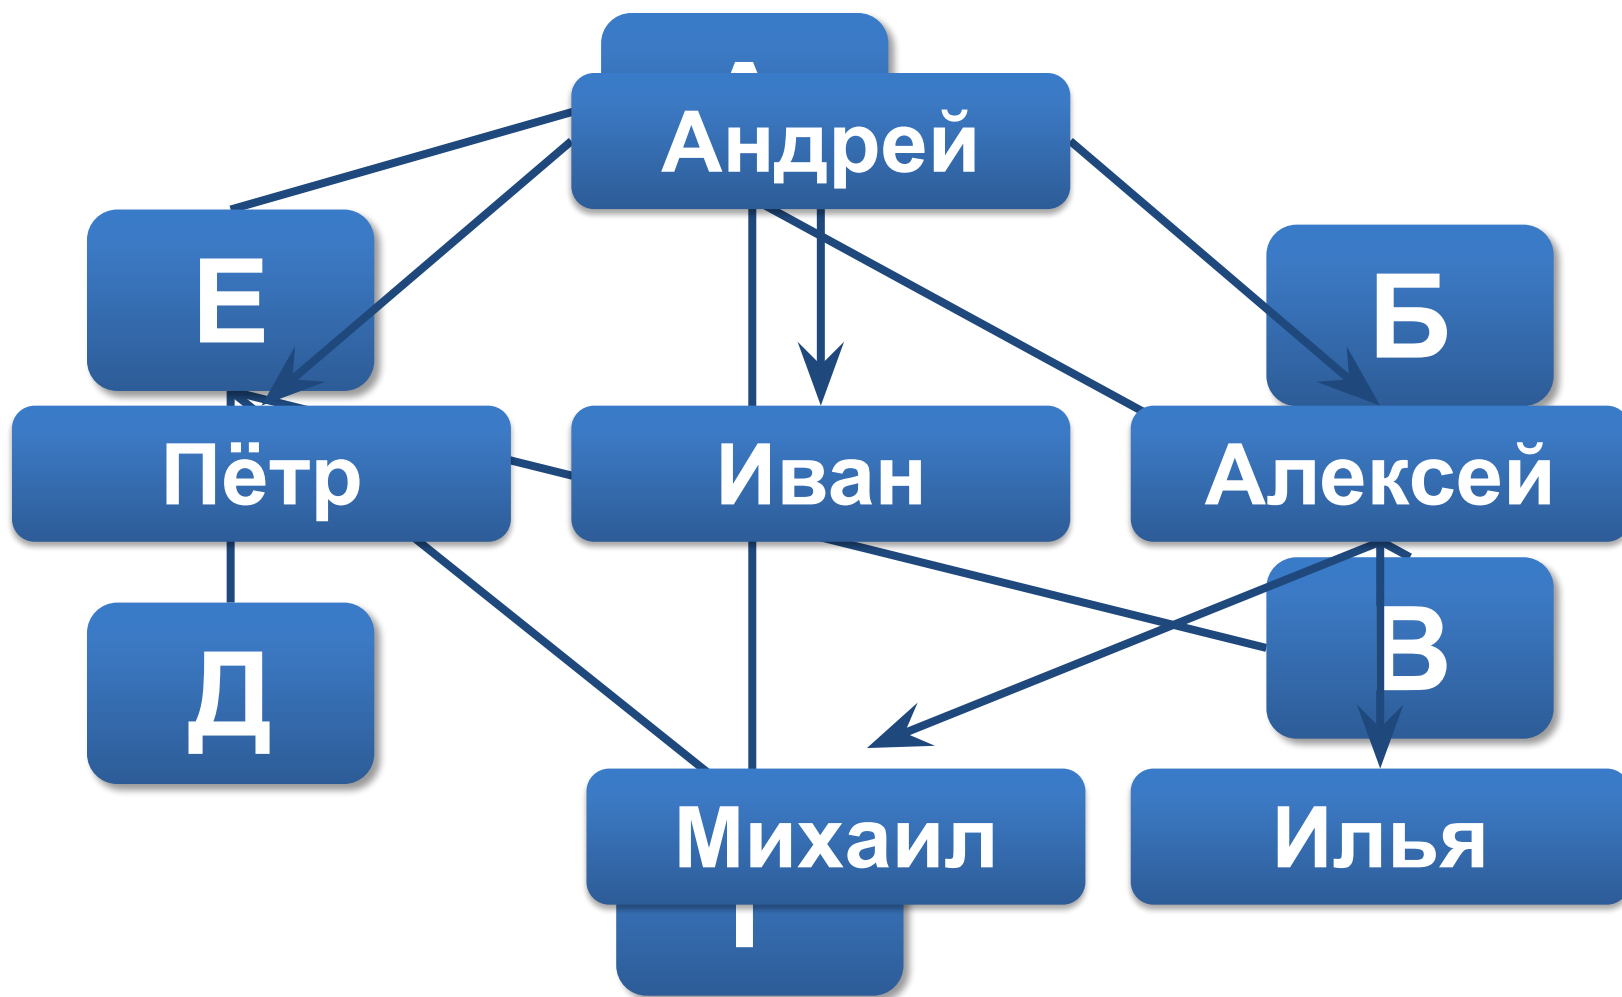 Андрей
Е
Б
Пётр
Иван
Алексей
В
Д
Михаил
Илья